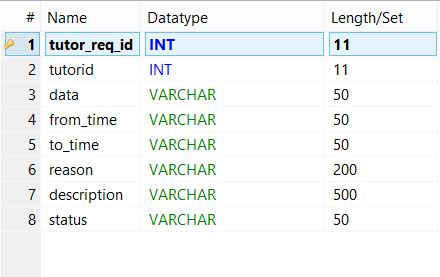 # Name Datatype Length/Set
1 tutor_req_id INT 11
2 tutorid INT 11
3 data VARCHAR 50
4 from_time VARCHAR 50
5 to_time VARCHAR 50
6 reason VARCHAR 200
7 description VARCHAR 500
8 status VARCHAR 50